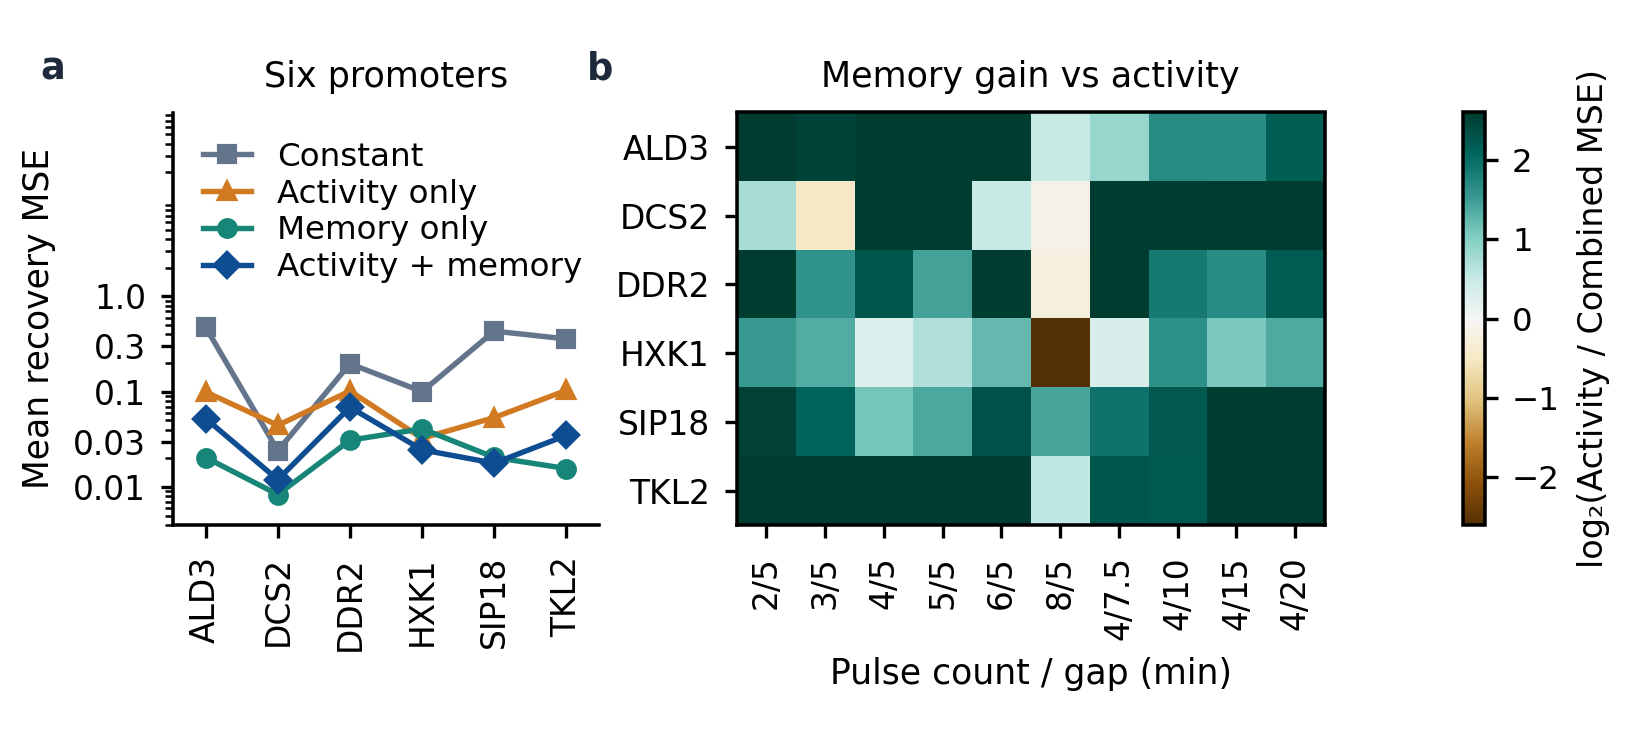 a
Six promoters
Mean recovery MSE
Constant
Activity only
Memory only
Activity + memory
1.0
0.3
0.1
0.03
0.01
ALD3
DCS2
DDR2
HXK1
SIP18
TKL2
b
Memory gain vs activity
ALD3
DCS2
DDR2
HXK1
SIP18
TKL2
2/5
3/5
4/5
5/5
6/5
8/5
4/7.5
4/10
4/15
4/20
Pulse count / gap (min)
2
1
0
−1
−2
log₂(Activity / Combined MSE)